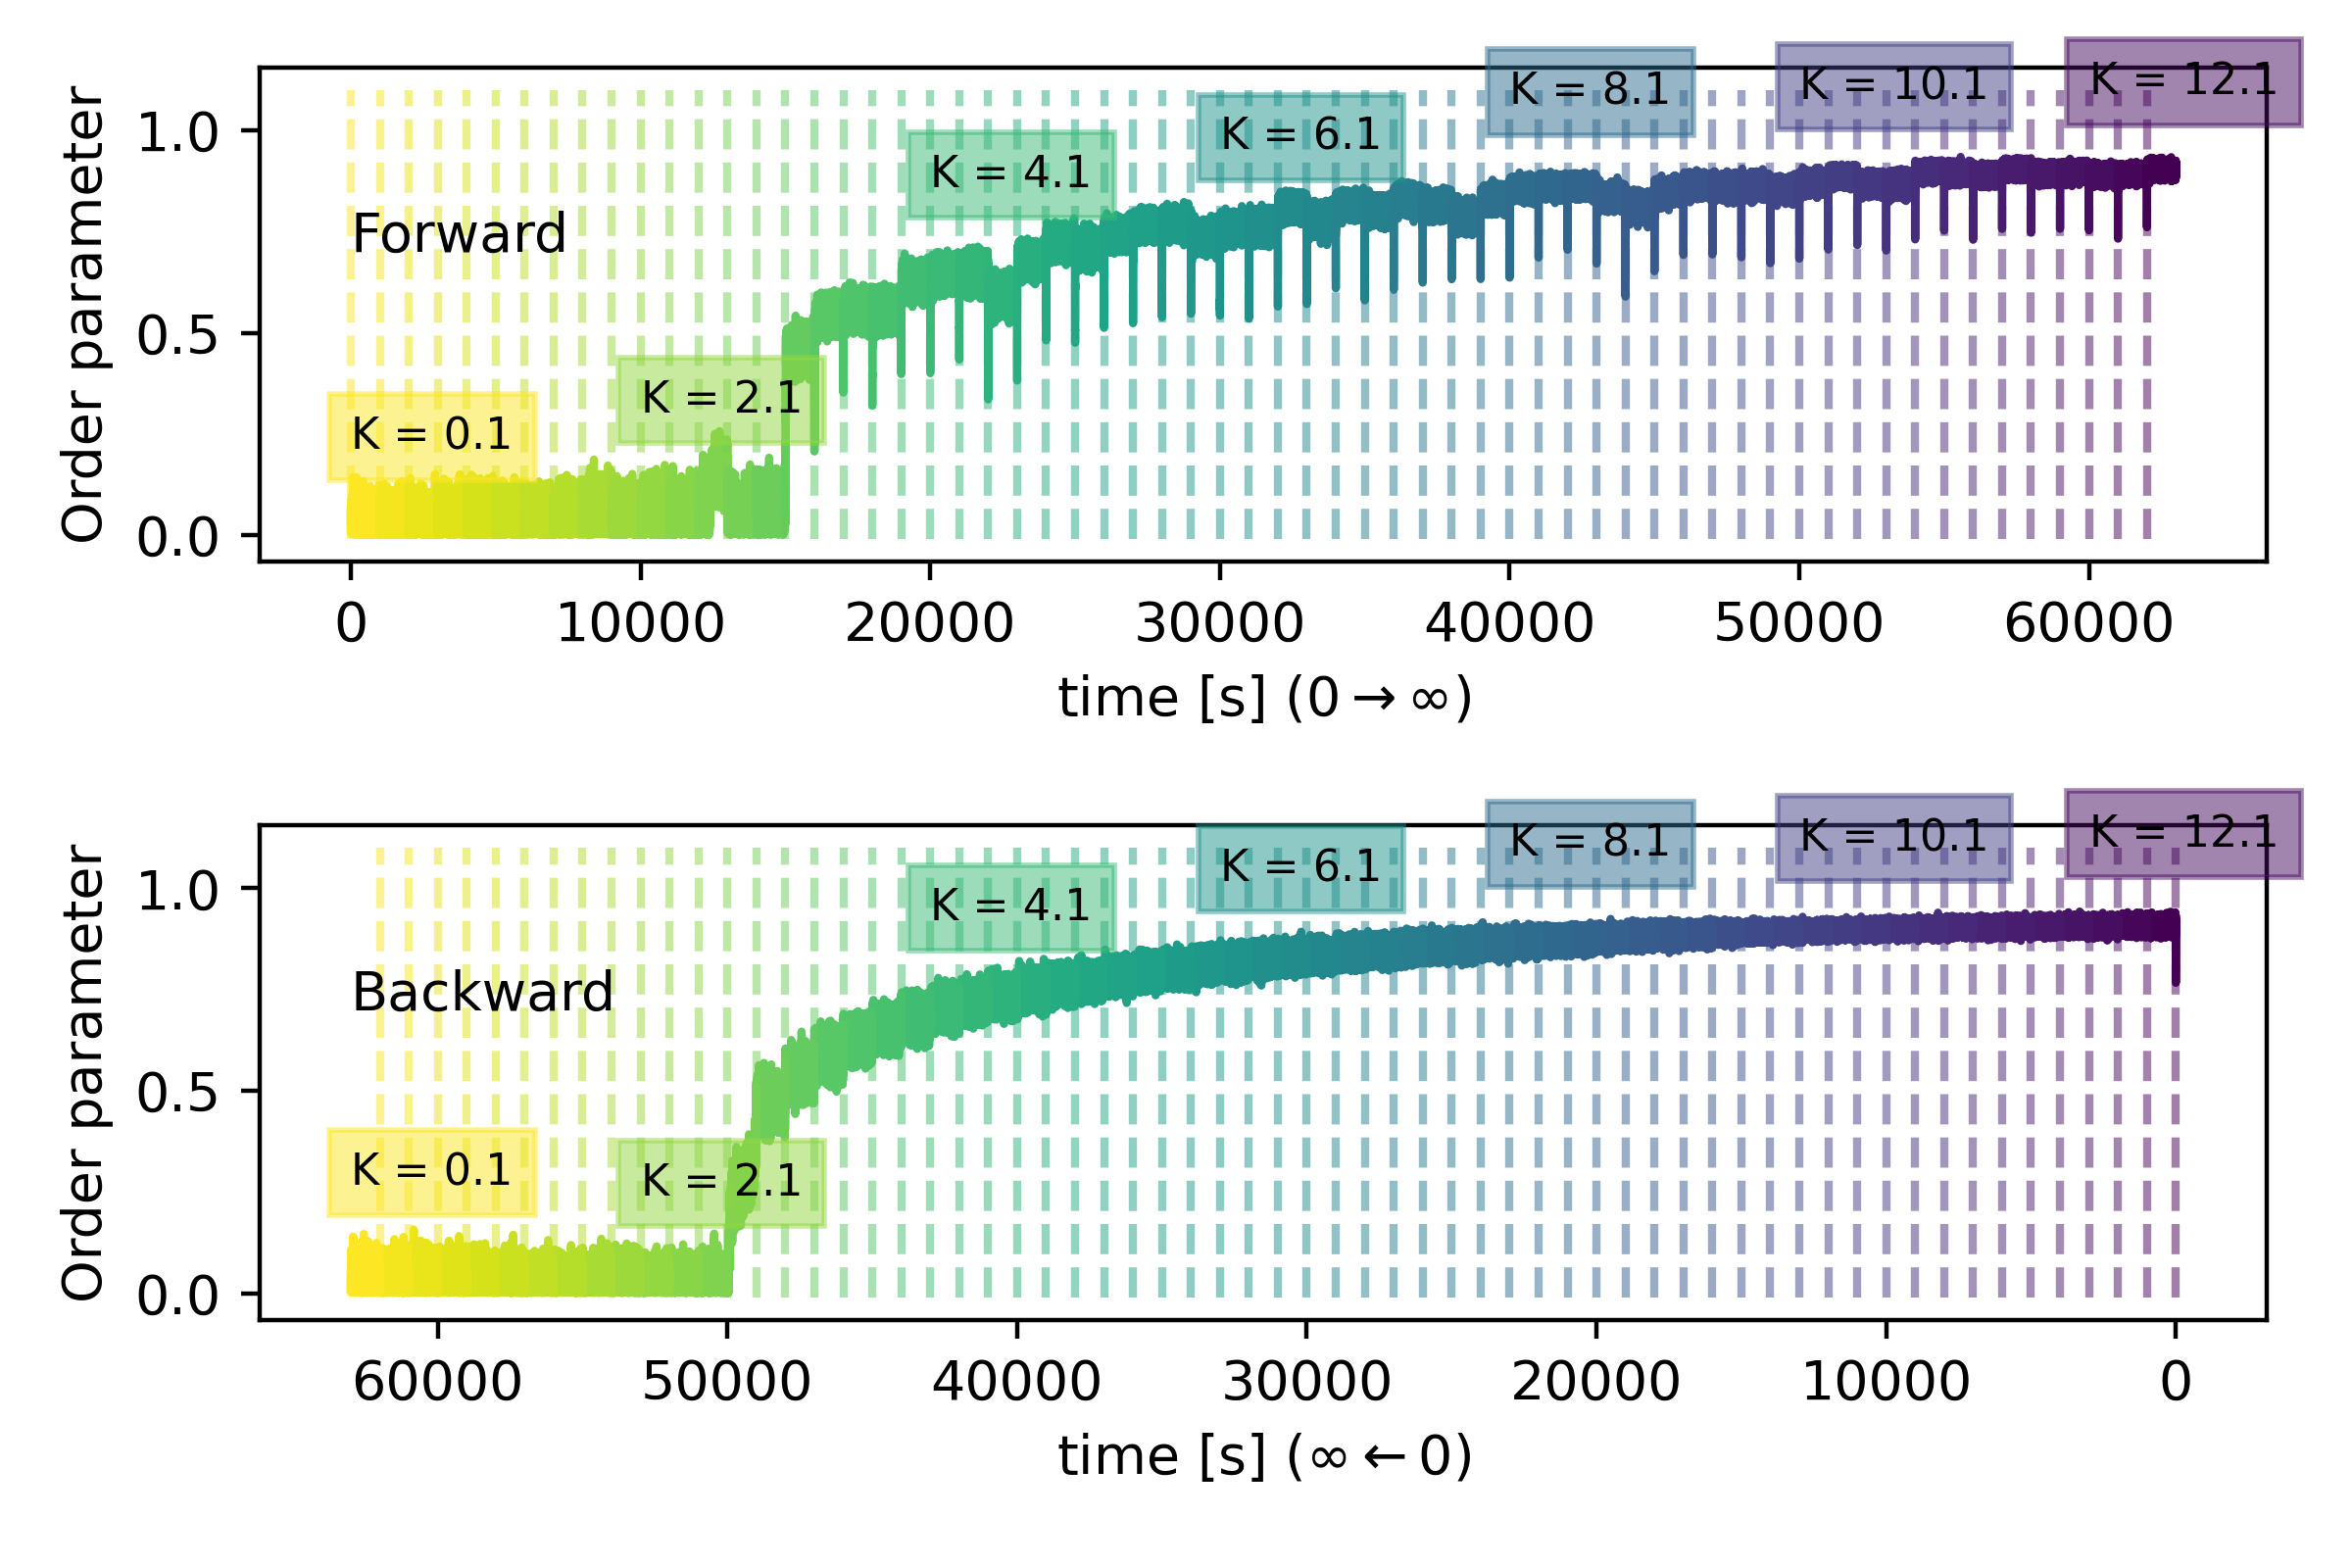 K = 8.1
K = 10.1
K = 12.1
K = 6.1
K = 4.1
Forward
K = 2.1
K = 0.1
Order parameter
1.0
0.5
0.0
0 10000 20000 30000 40000 50000 60000
time [s] (0→∞)
K = 12.1
K = 10.1
K = 8.1
K = 6.1
K = 4.1
Backward
K = 2.1
K = 0.1
Order parameter
1.0
0.5
0.0
60000 50000 40000 30000 20000 10000 0
time [s] (∞←0)